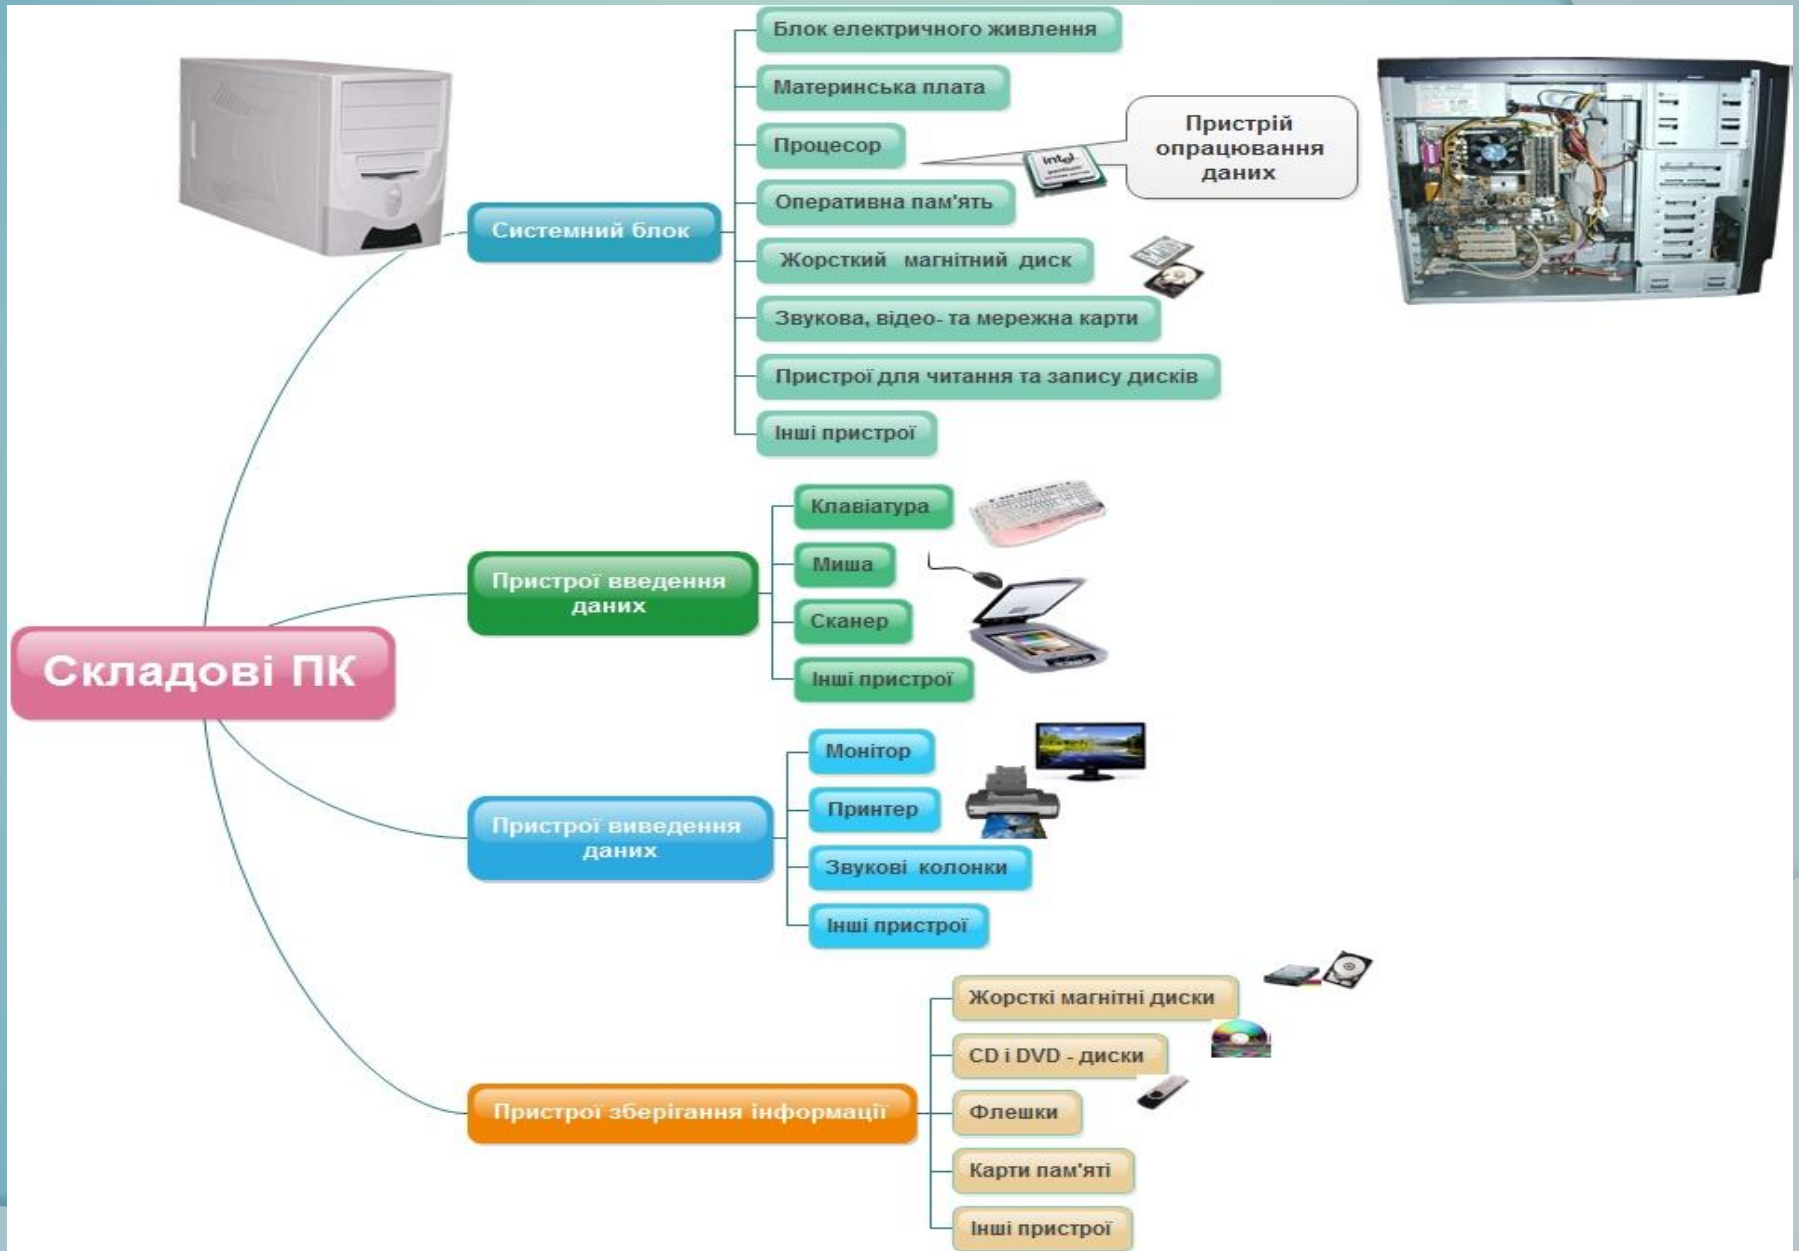 Блок електричного живлення
Материнська плата
Процесор
Пристрій
опрацювання
даних
intel
pentium
Оперативна пам'ять
Системний блок
Жорсткий магнітний диск
Звукова, відео- та мережна карти
Пристрої для читання та запису дисків
Інші пристрої
Клавіатура
Миша
Пристрої введення
даних
Сканер
Інші пристрої
Складові ПК
Монітор
Принтер
Пристрої виведення
даних
Звукові колонки
Інші пристрої
Жорсткі магнітні диски
CD і DVD - диски
Пристрої зберігання інформації
Флешки
Карти пам'яті
Інші пристрої